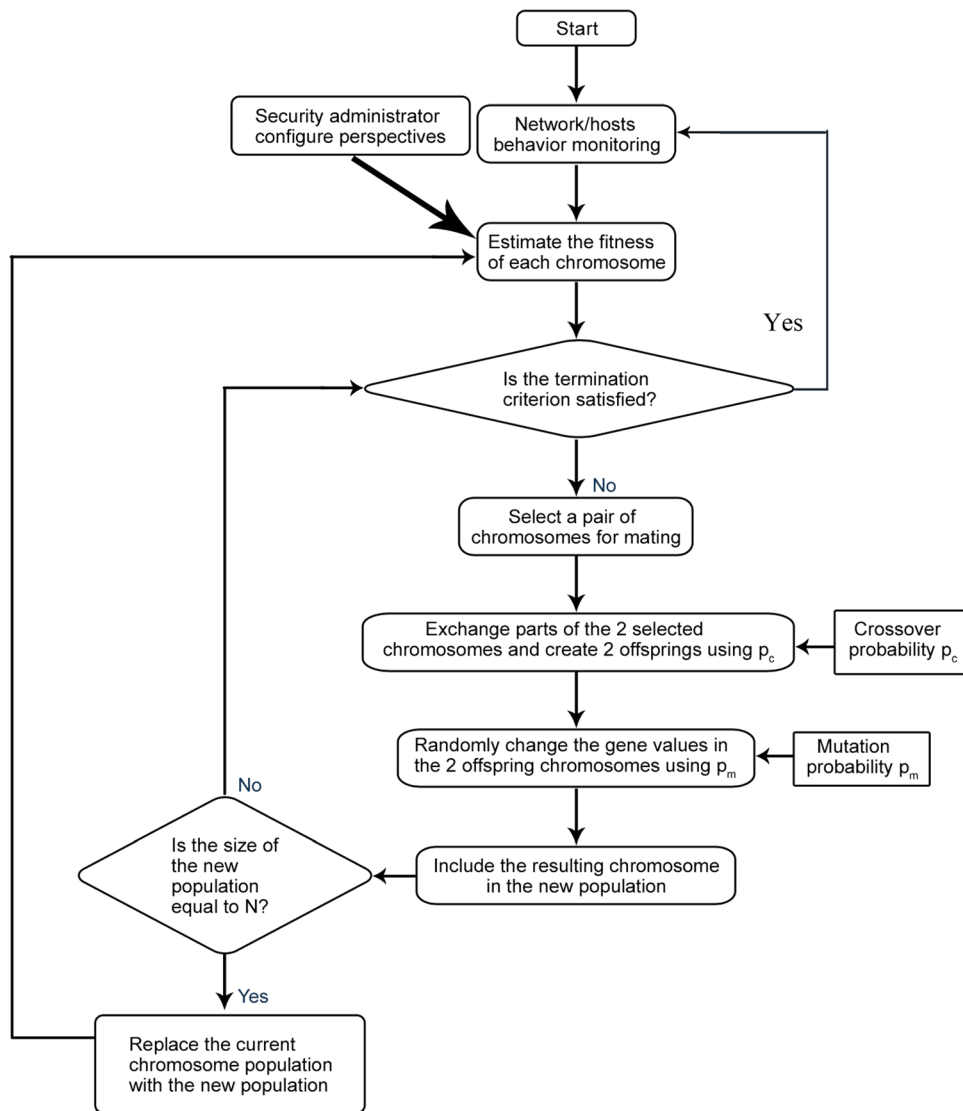 Start
Security administrator
configure perspectives
Network/hosts
behavior monitoring
Estimate the fitness
of each chromosome
Yes
Is the termination
criterion satisfied?
No
Select a pair of
chromosomes for mating
Exchange parts of the 2 selected
chromosomes and create 2 offsprings using pc
Crossover
probability pc
Randomly change the gene values in
the 2 offspring chromosomes using pm
Mutation
probability pm
No
Is the size of
the new
population
equal to N?
Include the resulting chromosome
in the new population
Yes
Replace the current
chromosome population
with the new population